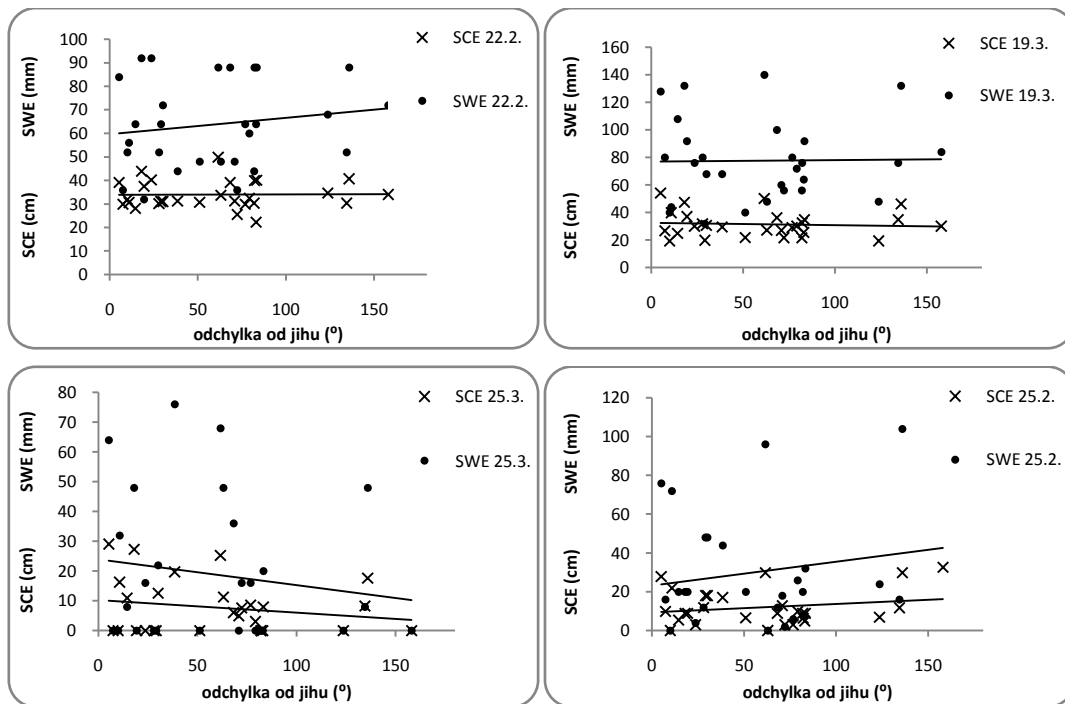 SCE 22.2.
SWE 22.2.
SWE (mm)
SCE (cm)
100
90
80
70
60
50
40
30
20
10
0
0 50 100 150
odchylka od jihu (°)
SCE 19.3.
SWE 19.3.
SWE (mm)
SCE (cm)
160
140
120
100
80
60
40
20
0
0 50 100 150
odchylka od jihu (°)
SCE 25.3.
SWE 25.3.
SWE (mm)
SCE (cm)
80
70
60
50
40
30
20
10
0
0 50 100 150
odchylka od jihu (°)
SCE 25.2.
SWE 25.2.
SWE (mm)
SCE (cm)
120
100
80
60
40
20
0
0 50 100 150
odchylka od jihu (°)